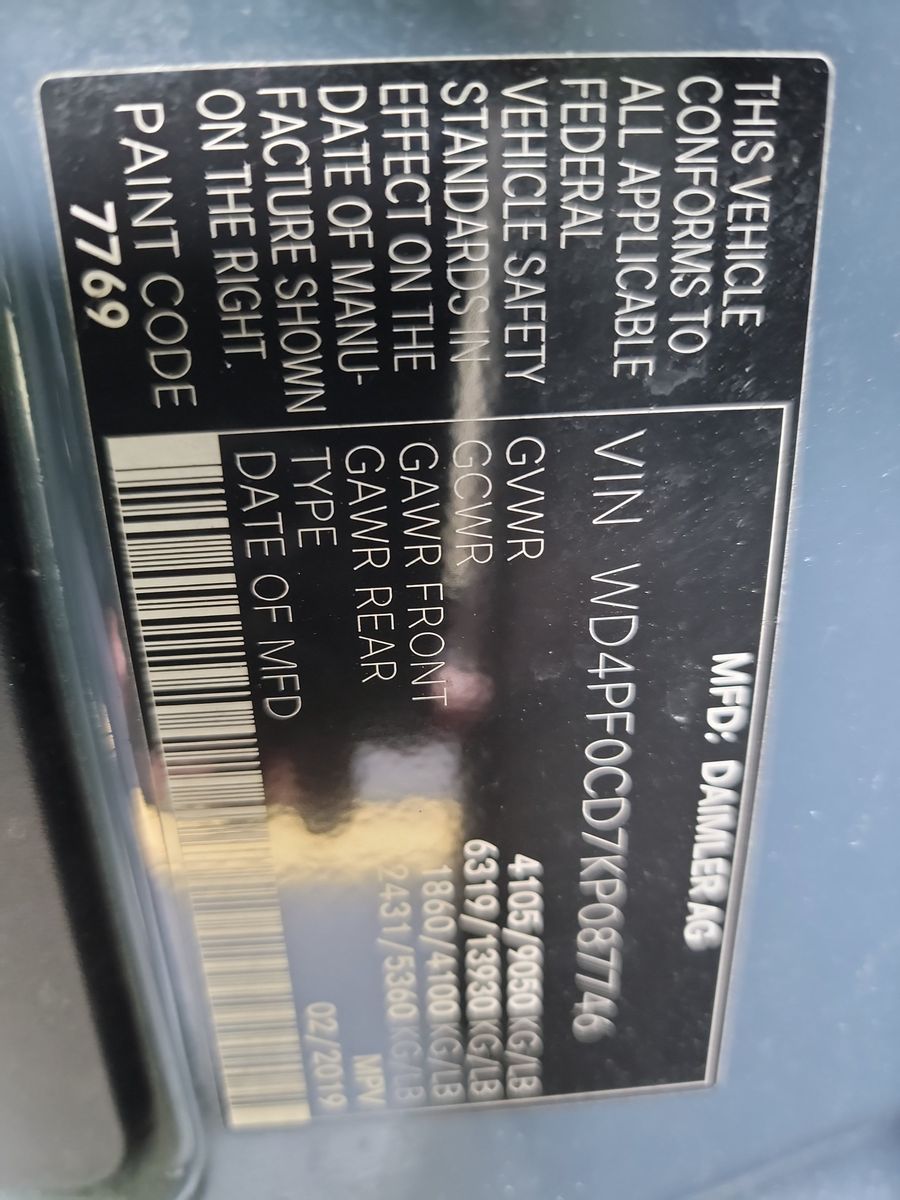 THIS VEHICLE
CONFORMS TO
ALL APPLICABLE
FEDERAL
VEHICLE SAFETY
STANDARDS IN
EFFECT ON THE
DATE OF MANU-
FACTURE SHOWN
ON THE RIGHT.
PAINT CODE
7769
MFD: DAIMLER AG
VIN WD4PF0CD7KP087746
GVWR 4105/9050 KG/LB
GCWR 6319/13930 KG/LB
GAWR FRONT 1860/4100 KG/LB
GAWR REAR 2431/5360 KG/LB
TYPE MPV
DATE OF MFD 02/2019